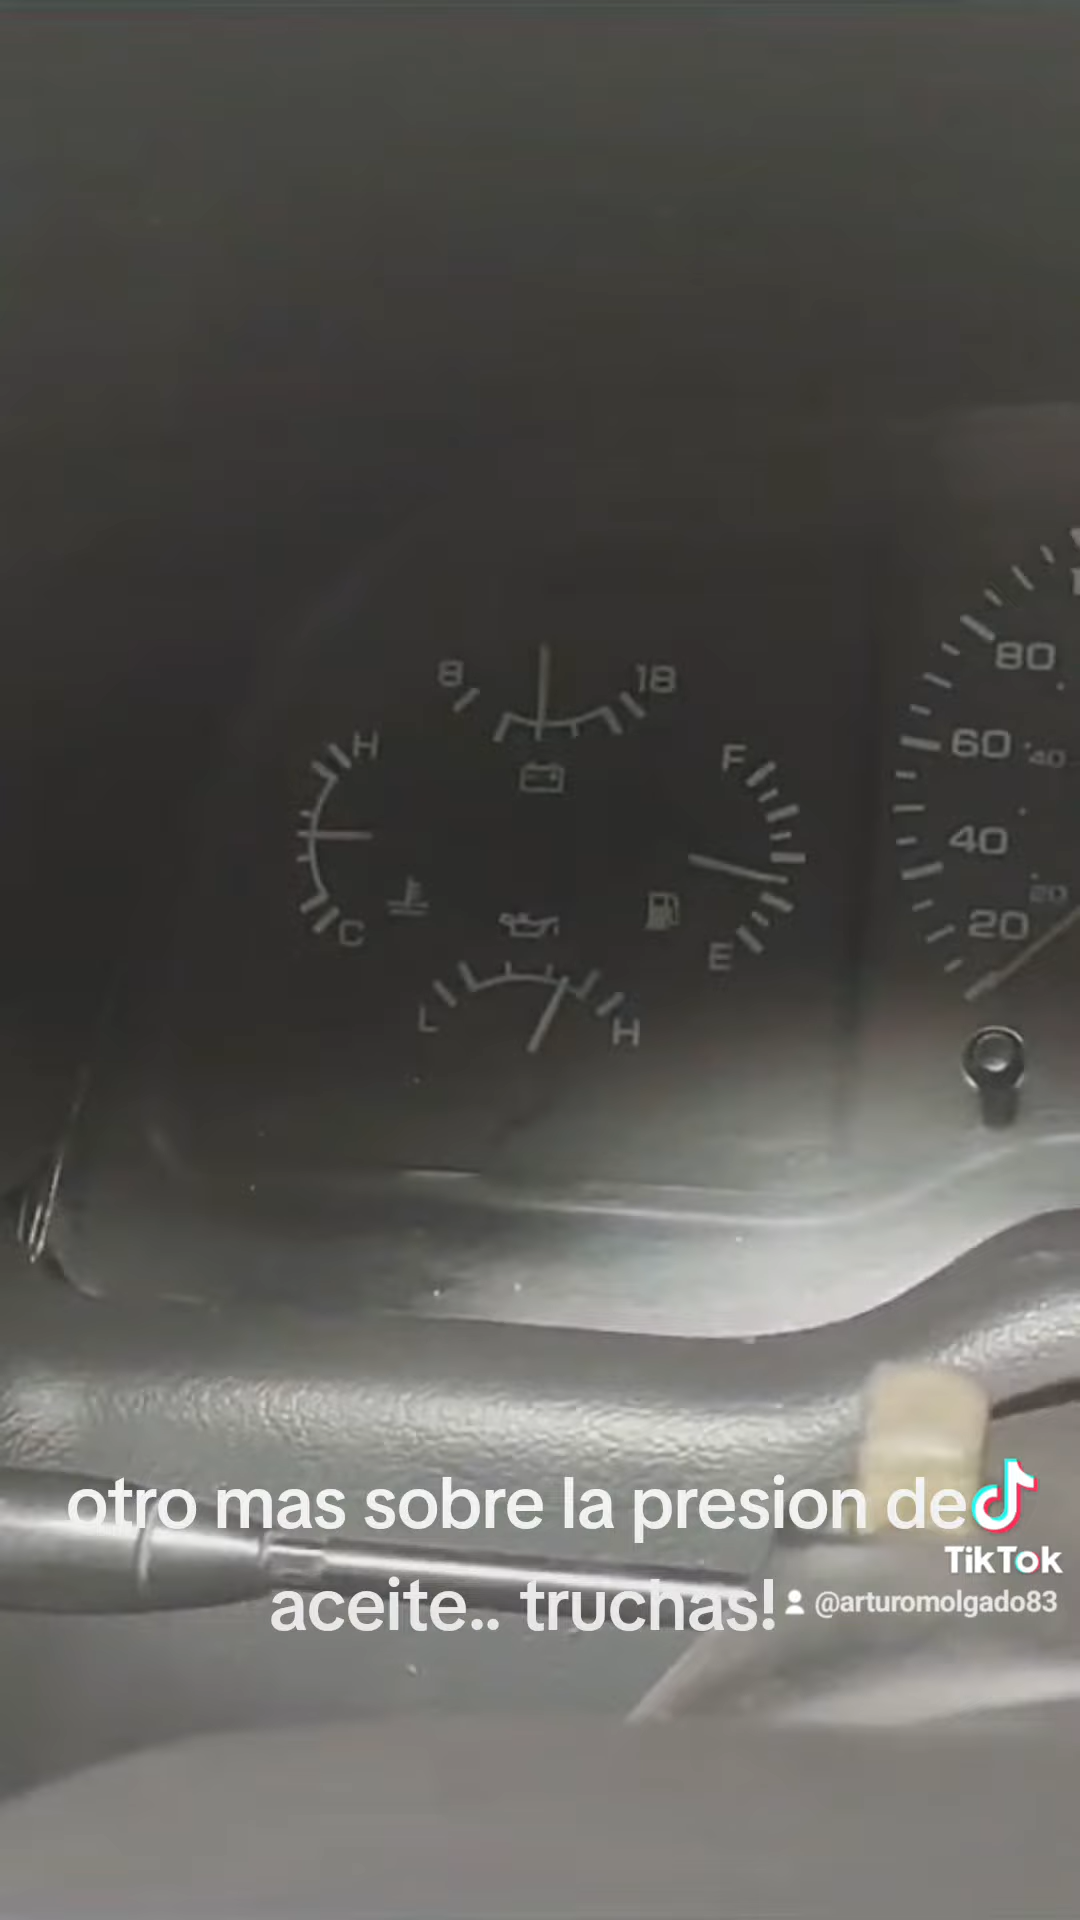 8 18
H
F
80
60 40
40
20
20
C
E
L H
otro mas sobre la presion de
aceite.. truchas!
TikTok
@arturomolgado83